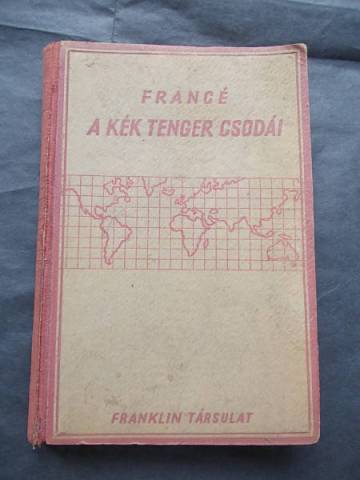 FRANCÉ
A KÉK TENGER CSODÁI
FRANKLIN TÁRSULAT